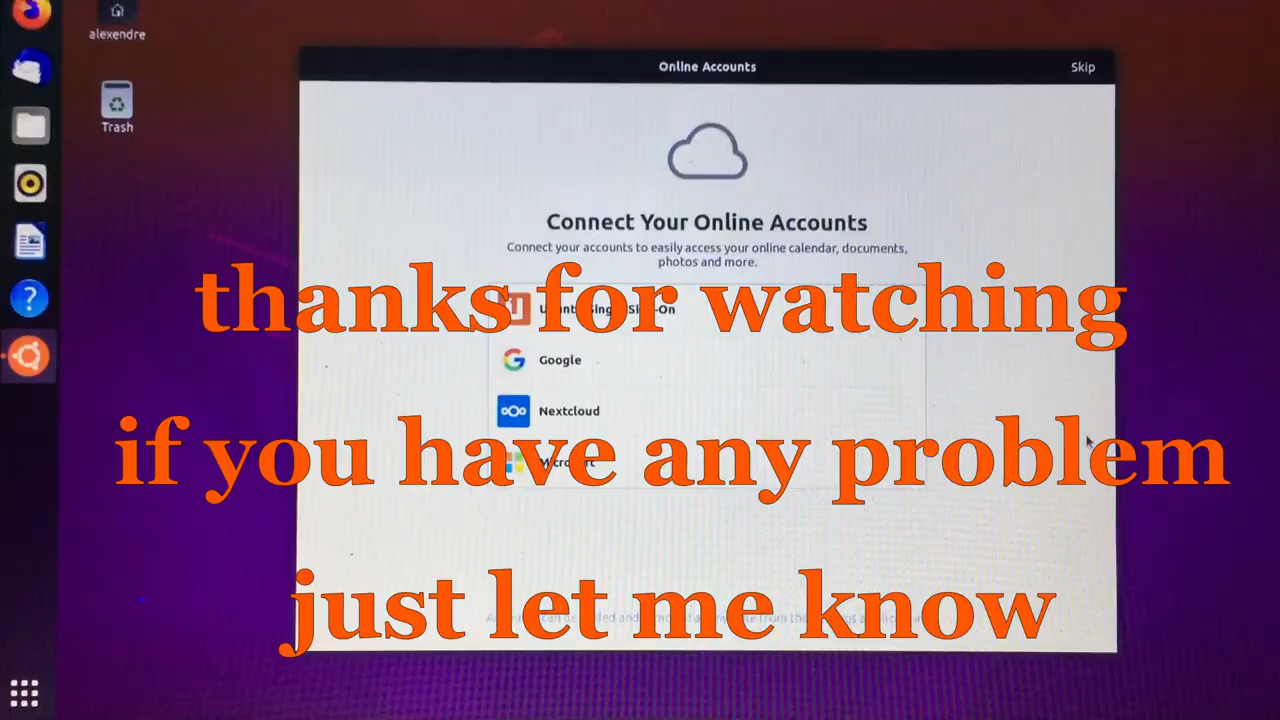 alexendre
Trash
Online Accounts
Skip
Connect Your Online Accounts
Connect your accounts to easily access your online calendar, documents,
photos and more.
thanks for watching
Google
Nextcloud
if you have any problem
Microsoft
just let me know